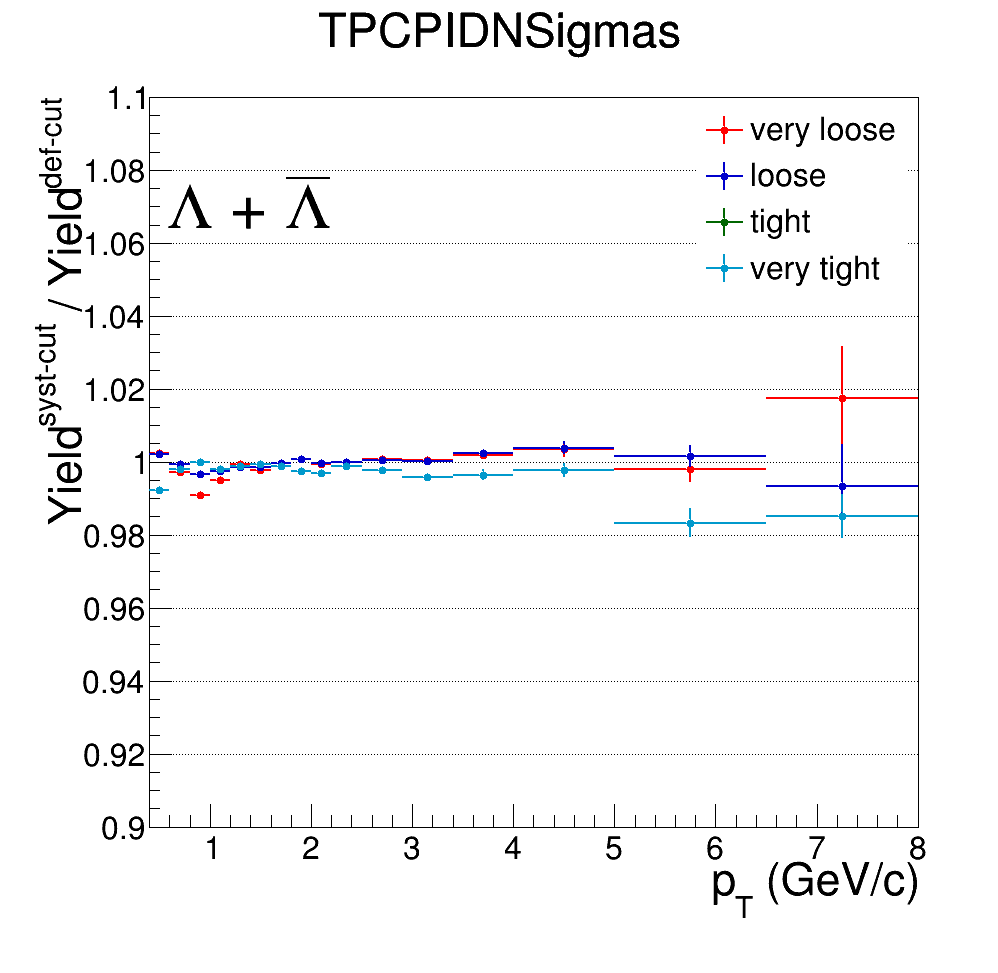 TPCPIDNSigmas
Yield^syst-cut / Yield^def-cut
1.1
1.08
1.06
1.04
1.02
1
0.98
0.96
0.94
0.92
0.9
Λ + Λ̅
very loose
loose
tight
very tight
1 2 3 4 5 6 7 8
p_T (GeV/c)